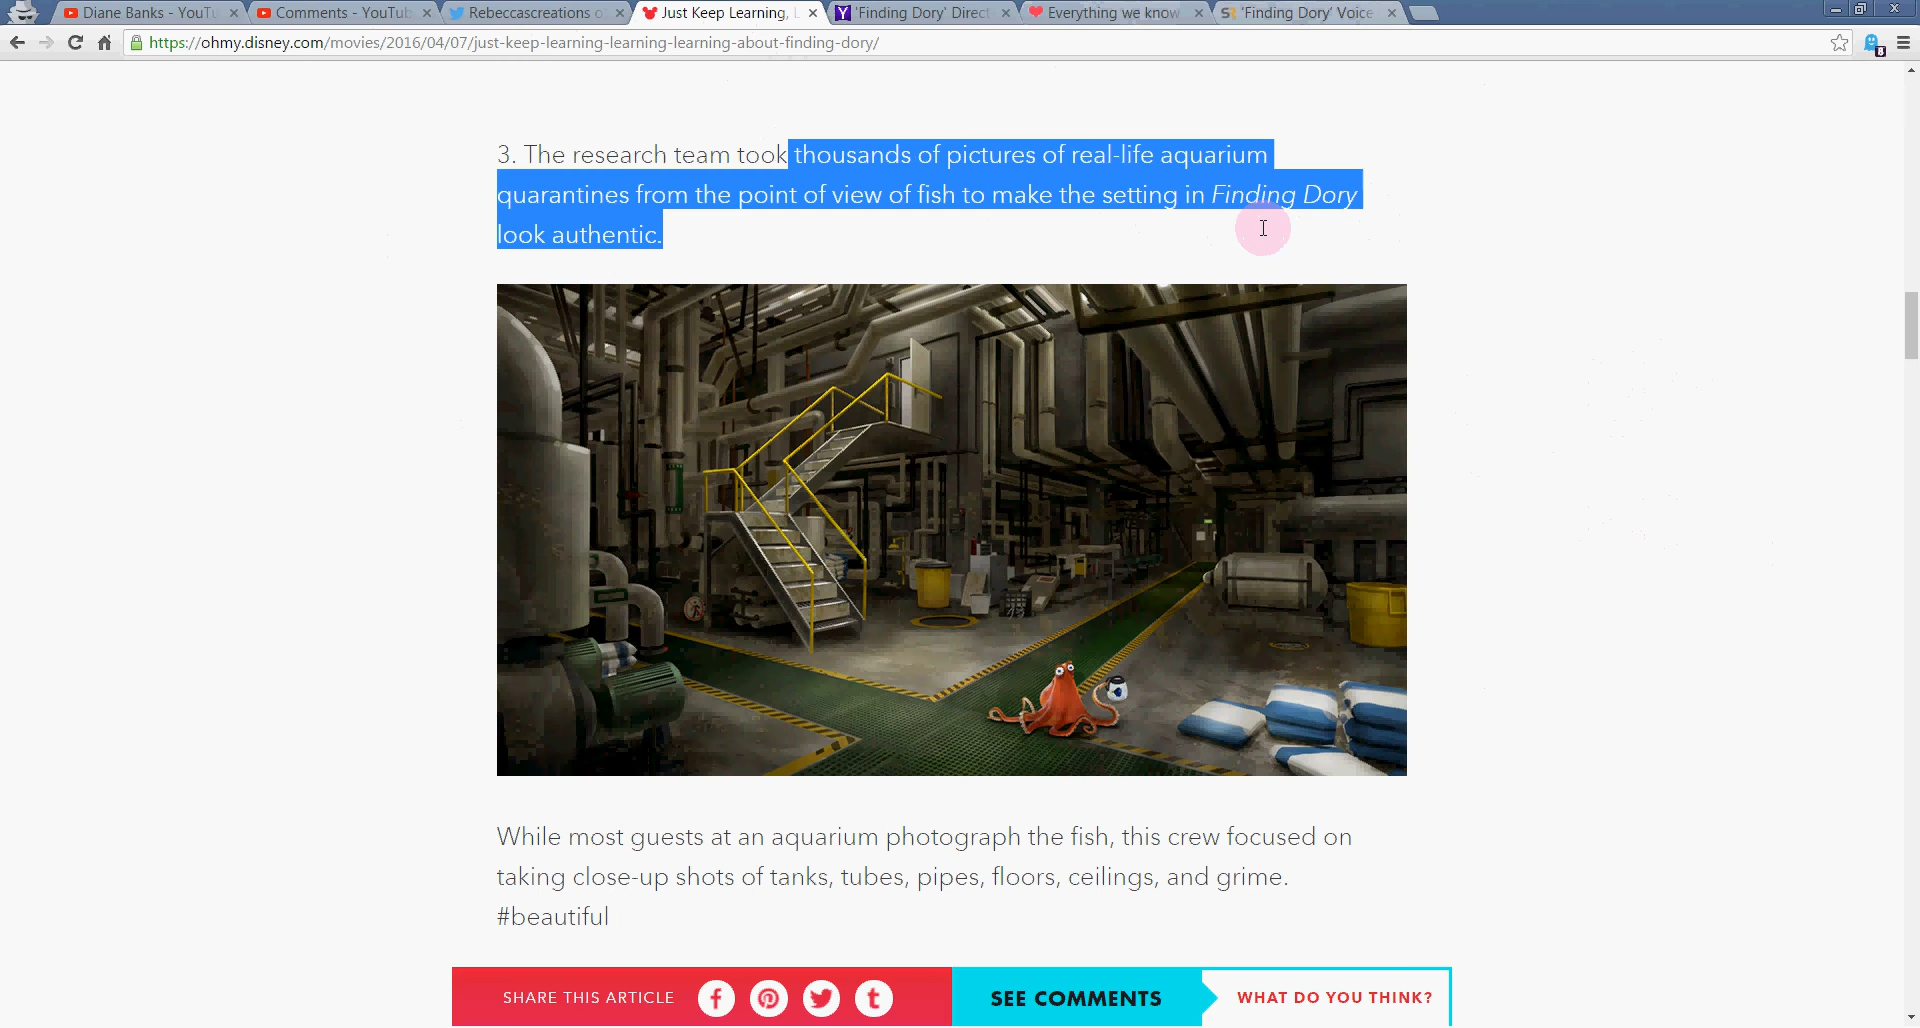 Diane Banks - YouTu
Comments - YouTub
Rebeccascreations o
Just Keep Learning, L
'Finding Dory' Direct
Everything we know
'Finding Dory' Voice
https://ohmy.disney.com/movies/2016/04/07/just-keep-learning-learning-learning-about-finding-dory/
3. The research team took thousands of pictures of real-life aquarium
quarantines from the point of view of fish to make the setting in Finding Dory
look authentic.
While most guests at an aquarium photograph the fish, this crew focused on
taking close-up shots of tanks, tubes, pipes, floors, ceilings, and grime.
#beautiful
SHARE THIS ARTICLE
SEE COMMENTS
WHAT DO YOU THINK?